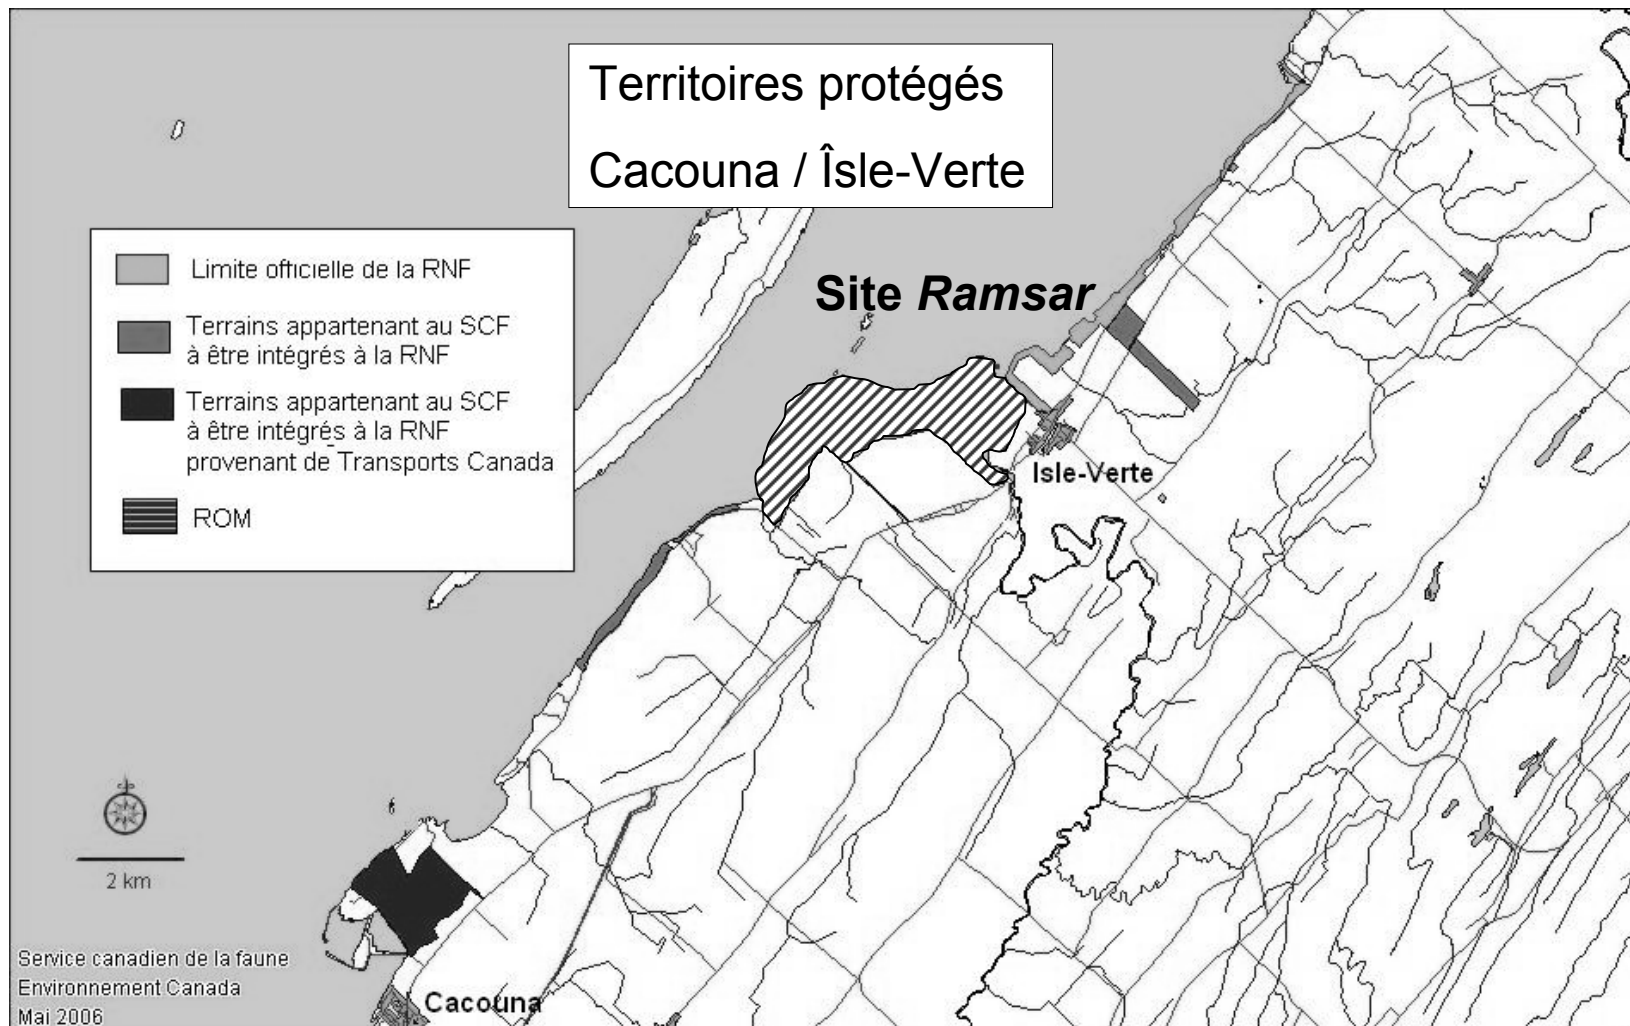 Territoires protégés
Cacouna / Îsle-Verte
Limite officielle de la RNF
Terrains appartenant au SCF
à être intégrés à la RNF
Terrains appartenant au SCF
à être intégrés à la RNF
provenant de Transports Canada
ROM
Site Ramsar
Isle-Verte
2 km
Service canadien de la faune
Environnement Canada
Mai 2006
Cacouna